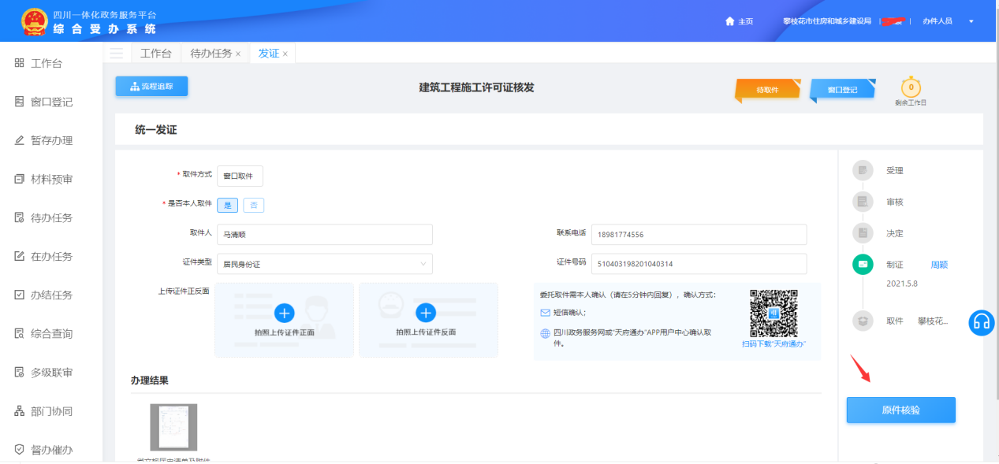 四川一体化政务服务平台
综合受办系统
主页
攀枝花市住房和城乡建设局
办件人员
工作台
窗口登记
暂存办理
材料预审
待办任务
在办任务
办结任务
综合查询
多级联审
部门协同
督办催办
工作台 待办任务 × 发证 ×
流程追踪
建筑工程施工许可证核发
待取件
窗口登记
0
剩余工作日
统一发证
* 取件方式 窗口取件
* 是否本人取件 是 否
取件人 马清顺
联系电话 18981774556
证件类型 居民身份证
证件号码 510403198201040314
上传证件正反面
拍照上传证件正面
拍照上传证件反面
委托取件需本人确认（请在5分钟内回复），确认方式：
短信确认；
四川政务服务网或“天府通办”APP用户中心确认取
件。
扫码下载“天府通办”
办理结果
受理
审核
决定
制证 周颖
2021.5.8
取件 攀枝花...
原件核验